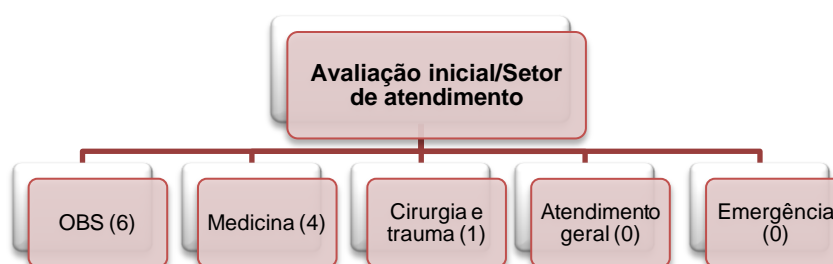 Avaliação inicial/Setor
de atendimento
OBS (6)
Medicina (4)
Cirurgia e
trauma (1)
Atendimento
geral (0)
Emergência
(0)